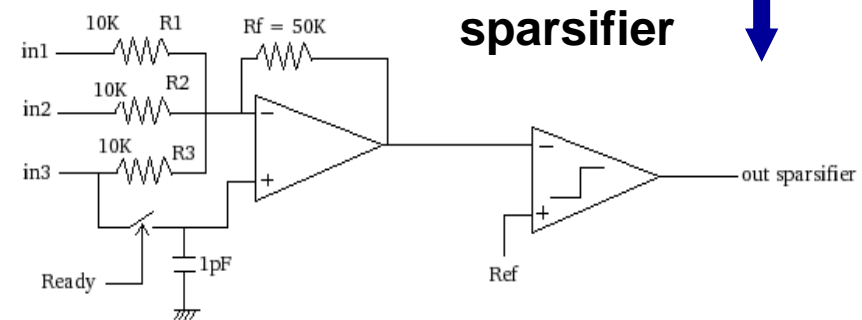 sparsifier
10K R1
Rf = 50K
in1
10K R2
in2
10K R3
in3
−
+
−
+
out sparsifier
1pF
Ready
Ref